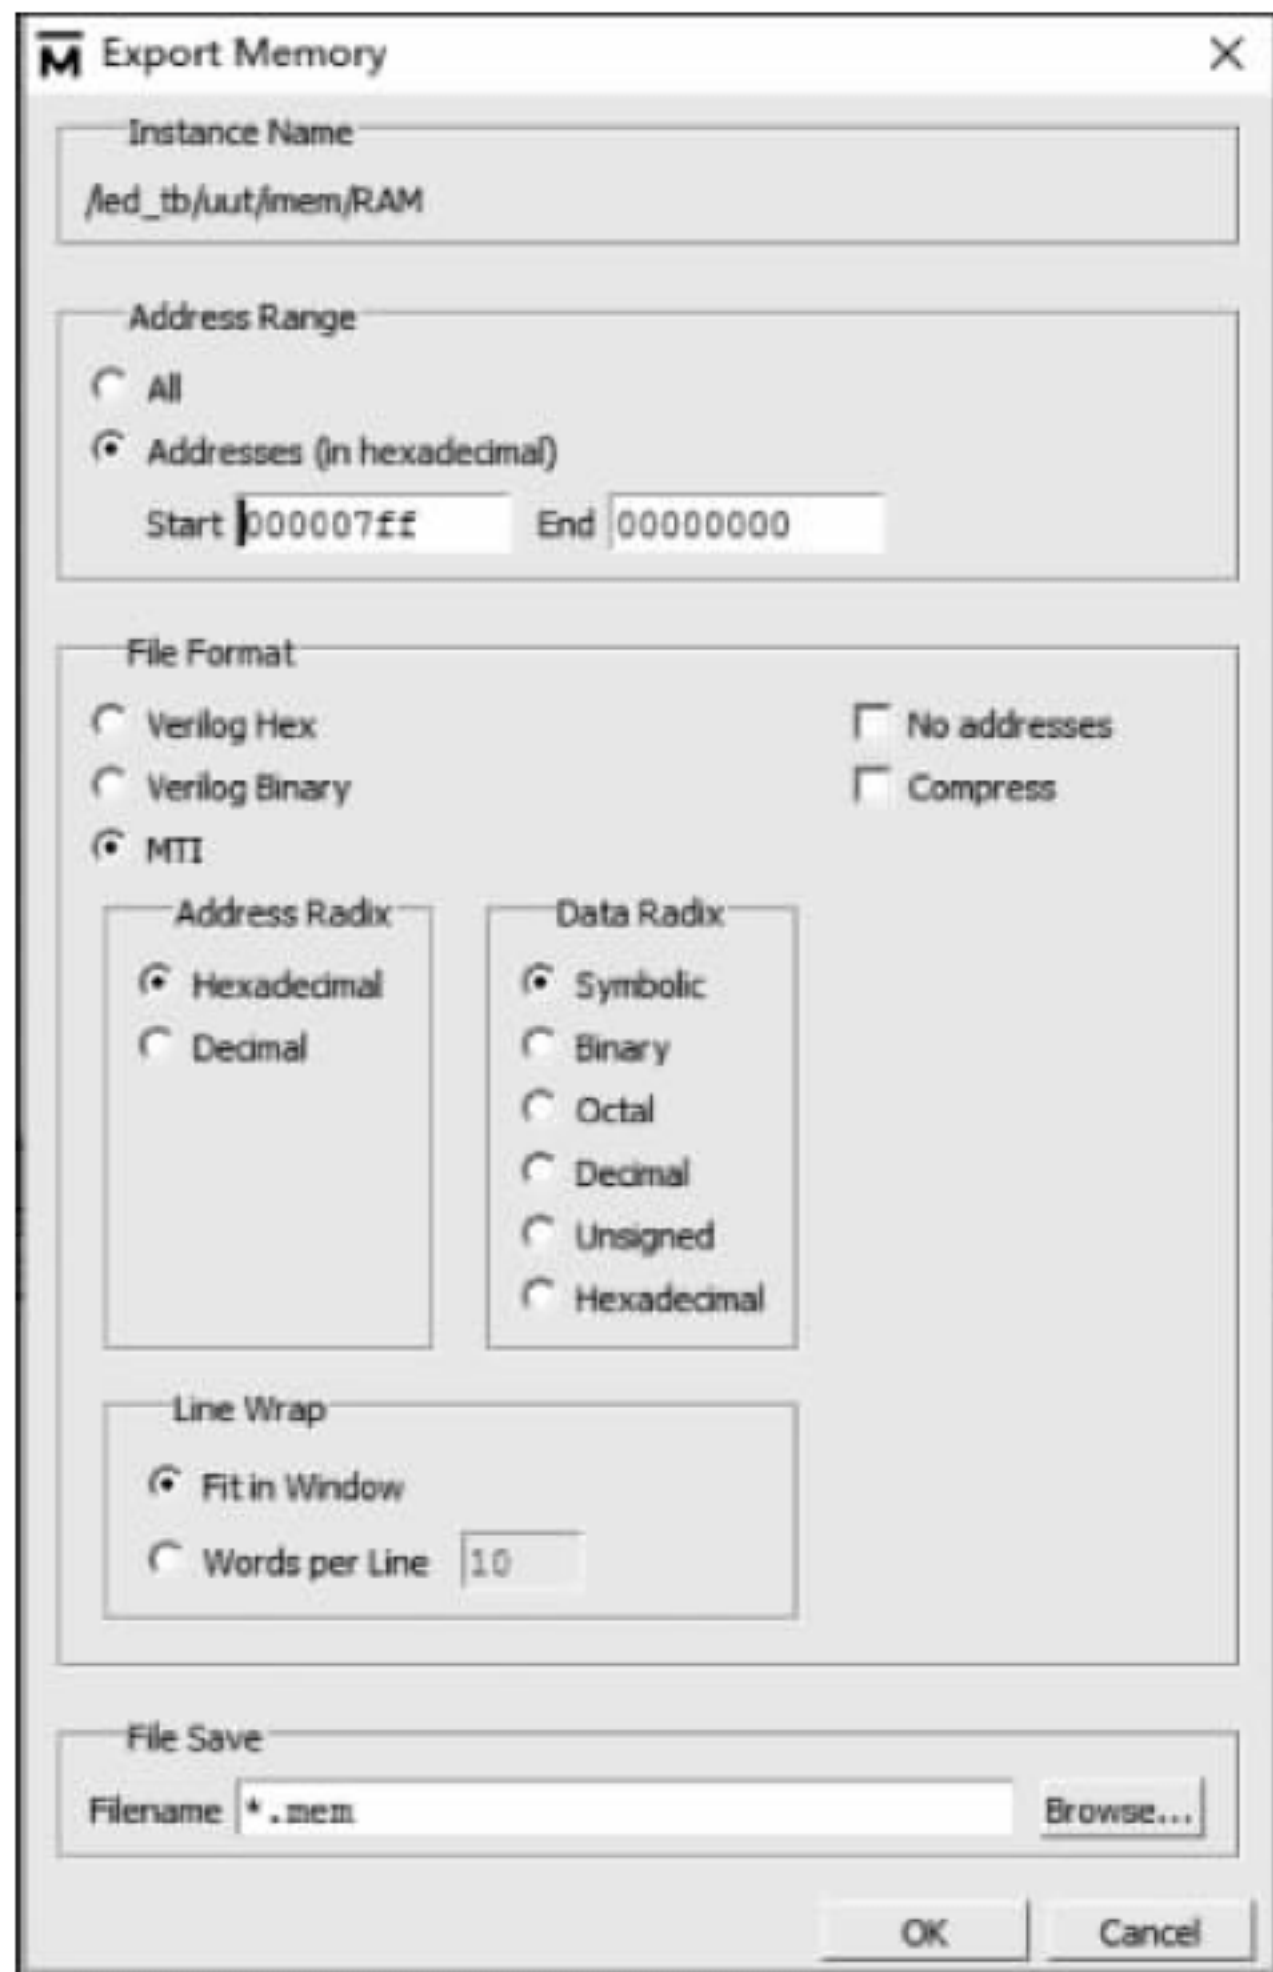 M Export Memory
Instance Name
/led_tb/uut/imem/RAM
Address Range
All
Addresses (in hexadecimal)
Start 000007ff End 00000000
File Format
Verilog Hex No addresses
Verilog Binary Compress
MTI
Address Radix Data Radix
Hexadecimal Symbolic
Decimal Binary
Octal
Decimal
Unsigned
Hexadecimal
Line Wrap
Fit in Window
Words per Line 10
File Save
Filename *.mem Browse...
OK Cancel